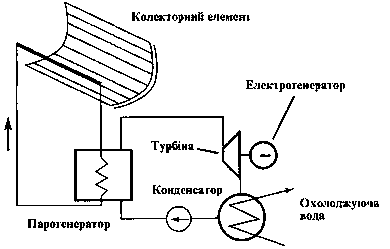 Колекторний елемент
Електрогенератор
Турбіна
Конденсатор
Охолоджуюча
вода
Парогенератор